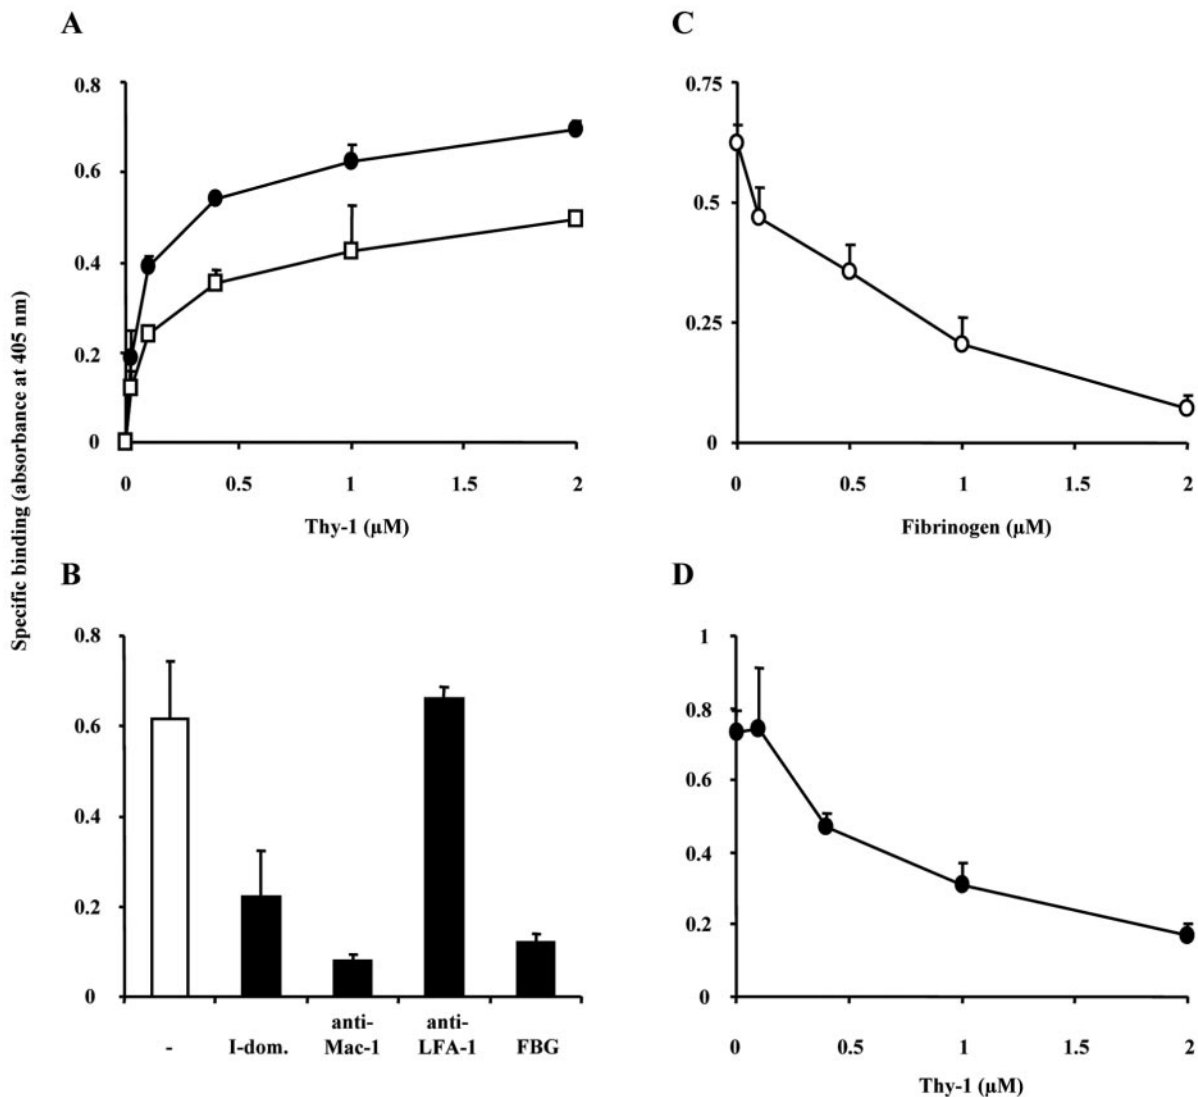 A
0.8
0.6
0.4
0.2
0
0 0.5 1 1.5 2
Thy-1 (µM)
C
0.75
0.5
0.25
0
0 0.5 1 1.5 2
Fibrinogen (µM)
Specific binding (absorbance at 405 nm)
B
0.8
0.6
0.4
0.2
0
anti- anti-
- I-dom. Mac-1 LFA-1 FBG
D
1
0.8
0.6
0.4
0.2
0
0 0.5 1 1.5 2
Thy-1 (µM)